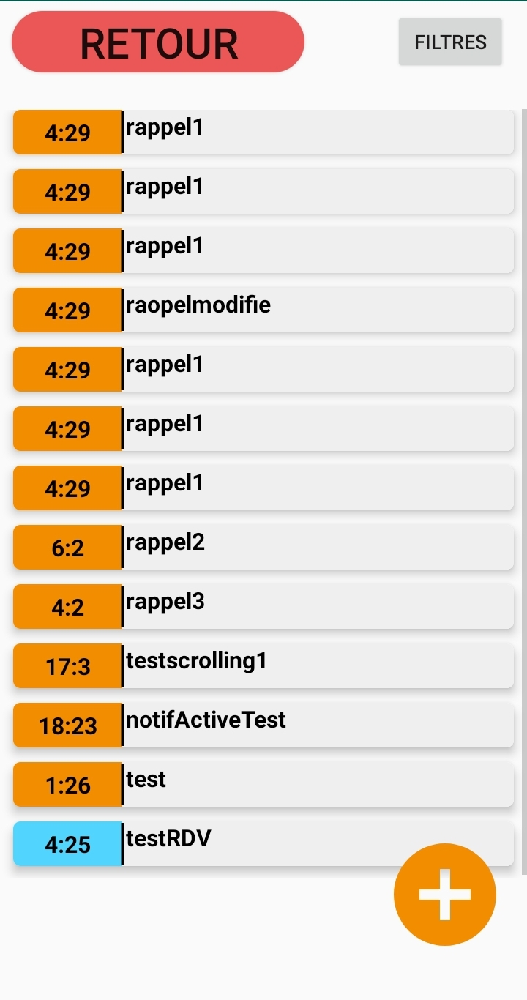 RETOUR
FILTRES
4:29 rappel1
4:29 rappel1
4:29 rappel1
4:29 raopelmodifie
4:29 rappel1
4:29 rappel1
4:29 rappel1
6:2 rappel2
4:2 rappel3
17:3 testscrolling1
18:23 notifActiveTest
1:26 test
4:25 testRDV